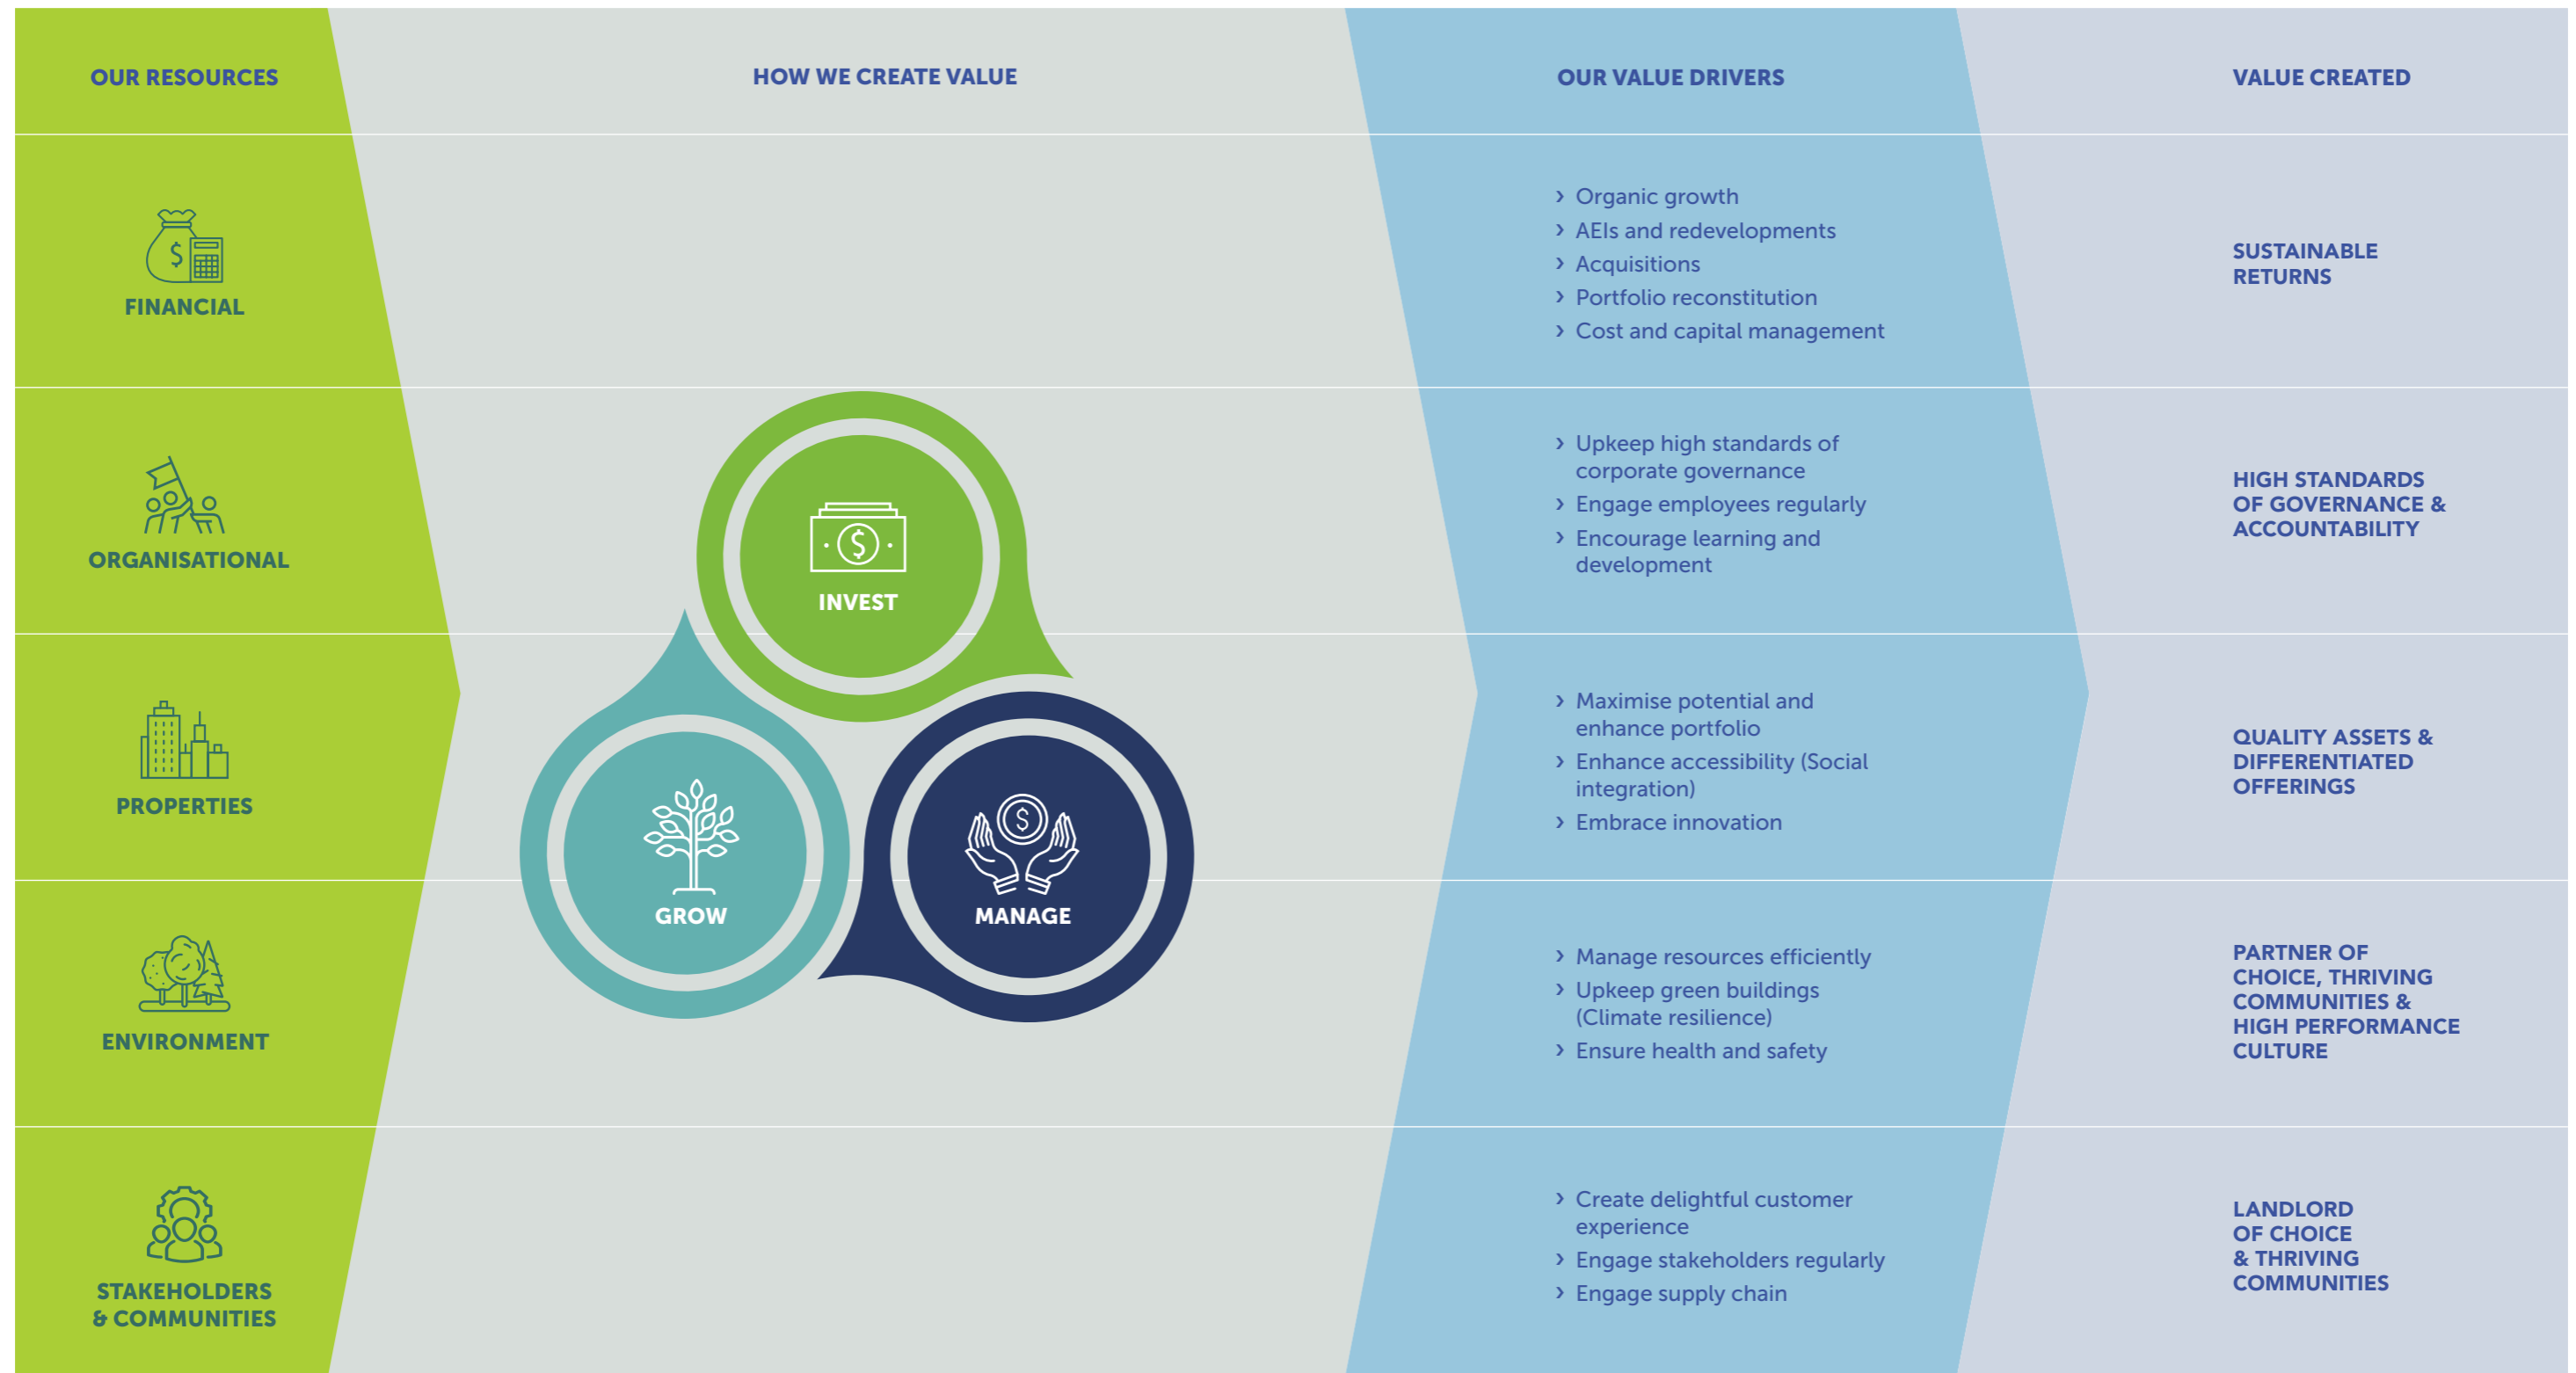 OUR RESOURCES
HOW WE CREATE VALUE
OUR VALUE DRIVERS
VALUE CREATED
FINANCIAL
› Organic growth
› AEIs and redevelopments
› Acquisitions
› Portfolio reconstitution
› Cost and capital management
SUSTAINABLE
RETURNS
ORGANISATIONAL
› Upkeep high standards of
corporate governance
› Engage employees regularly
› Encourage learning and
development
HIGH STANDARDS
OF GOVERNANCE &
ACCOUNTABILITY
INVEST
GROW
MANAGE
PROPERTIES
› Maximise potential and
enhance portfolio
› Enhance accessibility (Social
integration)
› Embrace innovation
QUALITY ASSETS &
DIFFERENTIATED
OFFERINGS
ENVIRONMENT
› Manage resources efficiently
› Upkeep green buildings
(Climate resilience)
› Ensure health and safety
PARTNER OF
CHOICE, THRIVING
COMMUNITIES &
HIGH PERFORMANCE
CULTURE
STAKEHOLDERS
& COMMUNITIES
› Create delightful customer
experience
› Engage stakeholders regularly
› Engage supply chain
LANDLORD
OF CHOICE
& THRIVING
COMMUNITIES